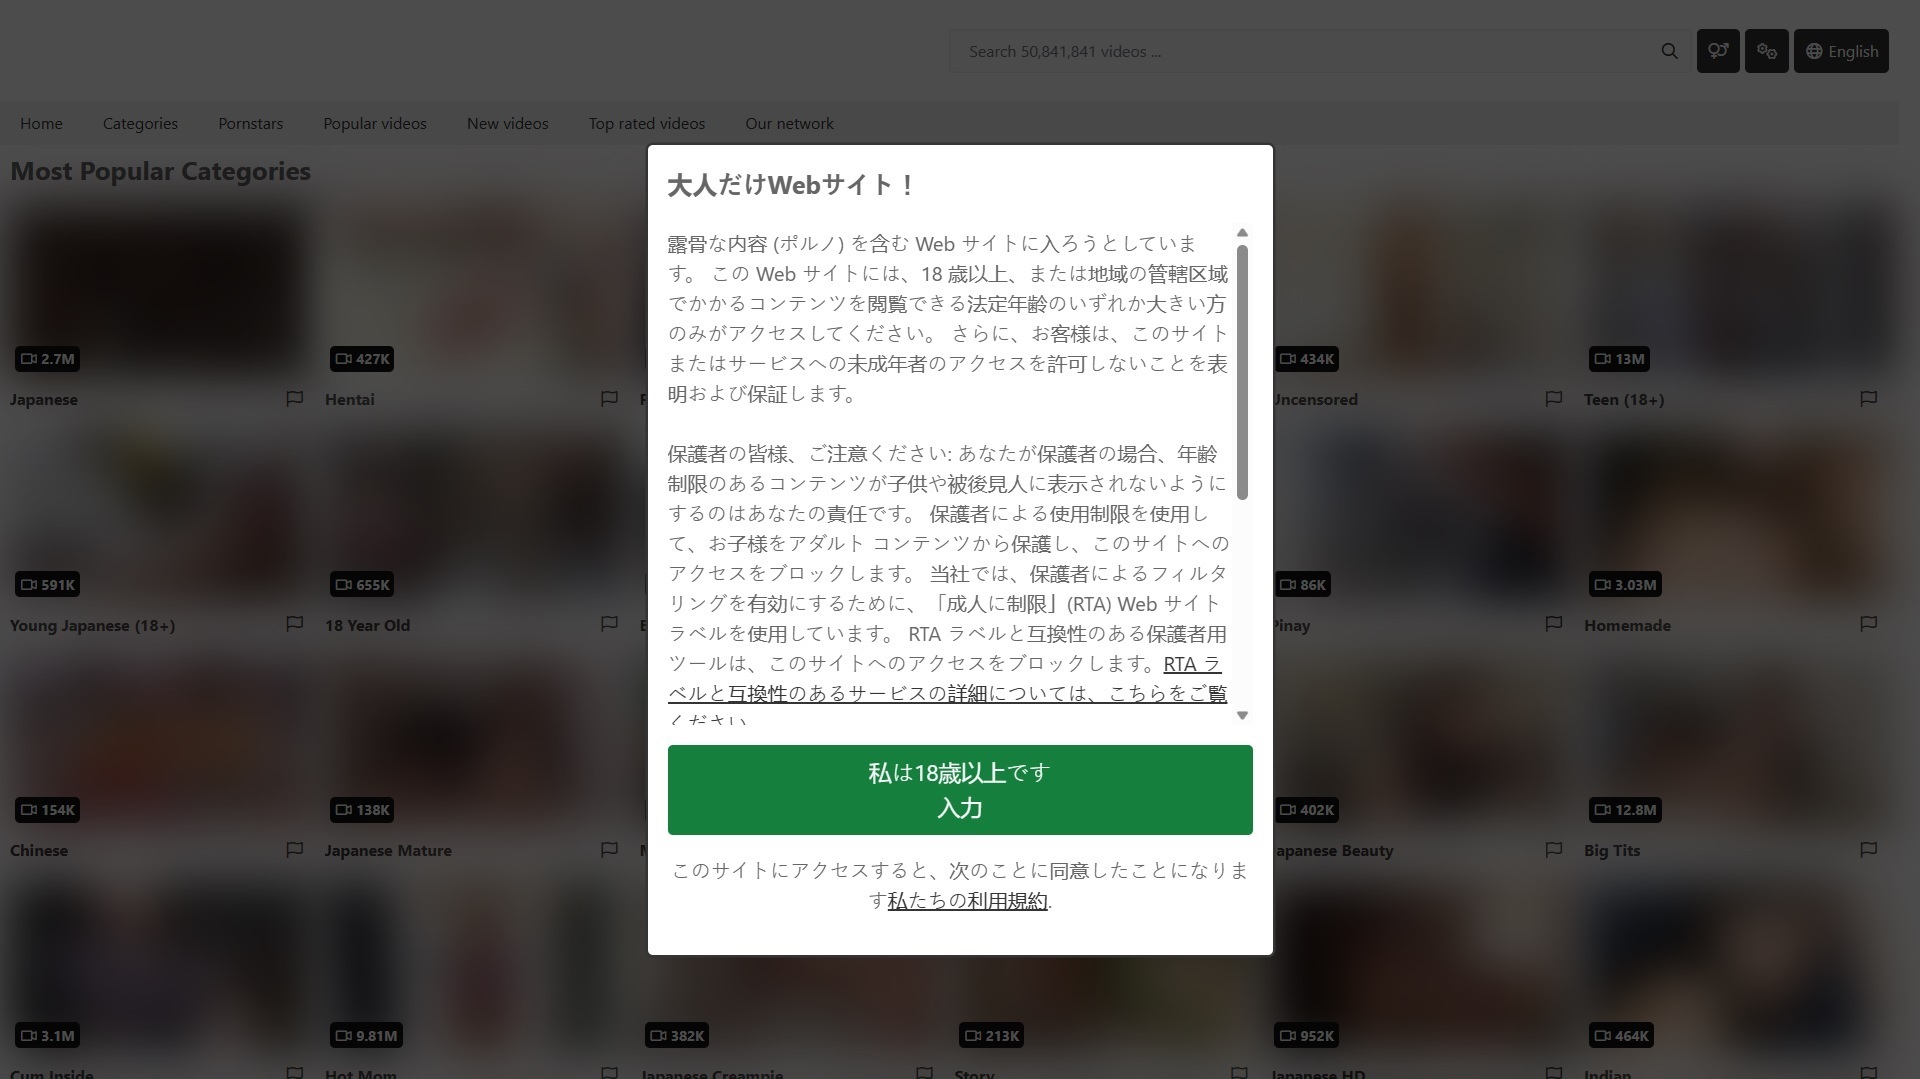 Search 50,841,841 videos ...
English
Home
Categories
Pornstars
Popular videos
New videos
Top rated videos
Our network
Most Popular Categories
大人だけWebサイト！
露骨な内容 (ポルノ) を含む Web サイトに入ろうとしていま
す。 この Web サイトには、18 歳以上、または地域の管轄区域
でかかるコンテンツを閲覧できる法定年齢のいずれか大きい方
のみがアクセスしてください。 さらに、お客様は、このサイト
またはサービスへの未成年者のアクセスを許可しないことを表
明および保証します。
保護者の皆様、ご注意ください: あなたが保護者の場合、年齢
制限のあるコンテンツが子供や被後見人に表示されないように
するのはあなたの責任です。 保護者による使用制限を使用し
て、お子様をアダルト コンテンツから保護し、このサイトへの
アクセスをブロックします。 当社では、保護者によるフィルタ
リングを有効にするために、「成人に制限」(RTA) Web サイト
ラベルを使用しています。 RTA ラベルと互換性のある保護者用
ツールは、このサイトへのアクセスをブロックします。RTA ラ
ベルと互換性のあるサービスの詳細については、こちらをご覧
ください
私は18歳以上です
入力
このサイトにアクセスすると、次のことに同意したことになりま
す私たちの利用規約.
2.7M
427K
434K
13M
Japanese
Hentai
Uncensored
Teen (18+)
591K
655K
86K
3.03M
Young Japanese (18+)
18 Year Old
Pinay
Homemade
154K
138K
402K
12.8M
Chinese
Japanese Mature
apanese Beauty
Big Tits
3.1M
9.81M
382K
213K
952K
464K
Cum Inside
Hot Mom
Japanese Creampie
Story
Japanese HD
Indian